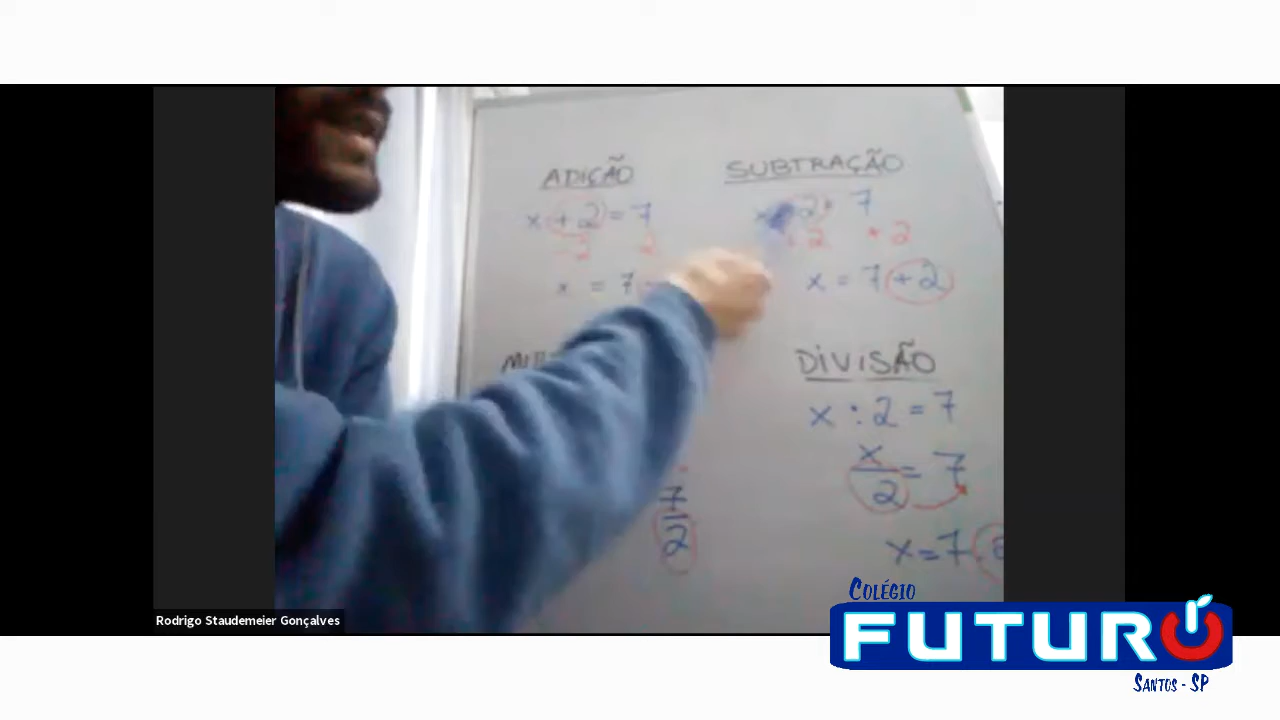 ADIÇÃO
x + 2 = 7
- 2 2
x = 7
SUBTRAÇÃO
x 2 7
+ 2 + 2
x = 7 + 2
7
2
DIVISÃO
x : 2 = 7
x
2 = 7
x = 7 .
Rodrigo Staudemeier Gonçalves
COLÉGIO
FUTURO
SANTOS - SP